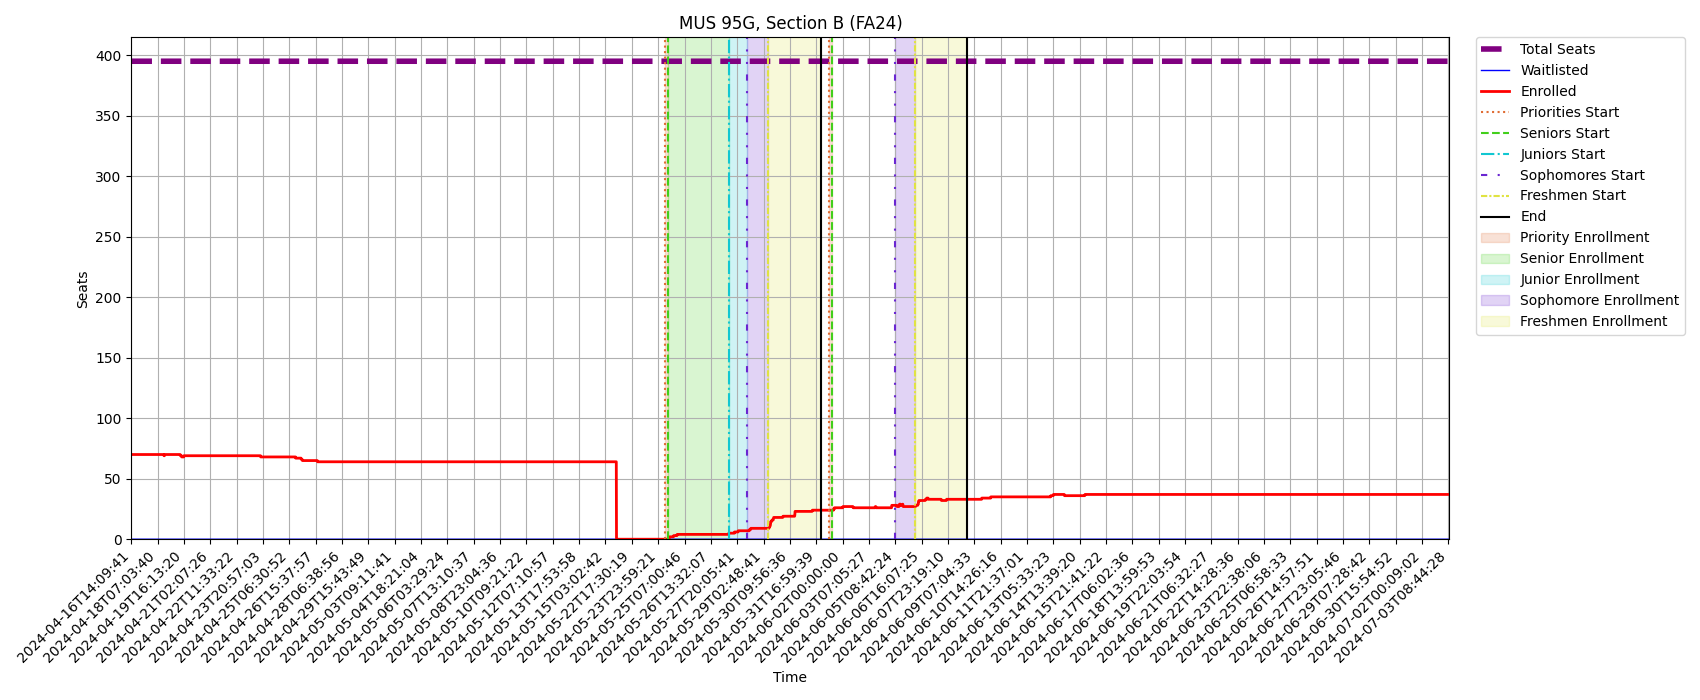 MUS 95G, Section B (FA24)
Total Seats
Waitlisted
Enrolled
Priorities Start
Seniors Start
Juniors Start
Sophomores Start
Freshmen Start
End
Priority Enrollment
Senior Enrollment
Junior Enrollment
Sophomore Enrollment
Freshmen Enrollment
Seats
400
350
300
250
200
150
100
50
0
2024-04-16T14:09:41
2024-04-18T07:03:40
2024-04-19T16:13:20
2024-04-21T02:07:26
2024-04-22T11:33:22
2024-04-23T20:57:03
2024-04-25T06:30:52
2024-04-26T15:37:57
2024-04-28T06:38:56
2024-04-29T15:43:49
2024-05-03T09:11:41
2024-05-04T18:21:04
2024-05-06T03:29:24
2024-05-07T13:10:37
2024-05-08T23:04:36
2024-05-10T09:21:22
2024-05-12T07:10:57
2024-05-13T17:53:58
2024-05-15T03:02:42
2024-05-22T17:30:19
2024-05-23T23:59:21
2024-05-25T07:00:46
2024-05-26T13:32:07
2024-05-27T20:05:41
2024-05-29T02:48:41
2024-05-30T09:56:36
2024-05-31T16:59:39
2024-06-02T00:00:00
2024-06-03T07:05:27
2024-06-05T08:42:24
2024-06-06T16:07:25
2024-06-07T23:19:10
2024-06-09T07:04:33
2024-06-10T14:26:16
2024-06-11T21:37:01
2024-06-13T05:33:23
2024-06-14T13:39:20
2024-06-15T21:41:22
2024-06-17T06:02:36
2024-06-18T13:59:53
2024-06-19T22:03:54
2024-06-21T06:32:27
2024-06-22T14:28:36
2024-06-23T22:38:06
2024-06-25T06:58:33
2024-06-26T14:57:51
2024-06-27T23:05:46
2024-06-29T07:28:42
2024-06-30T15:54:52
2024-07-02T00:09:02
2024-07-03T08:44:28
Time